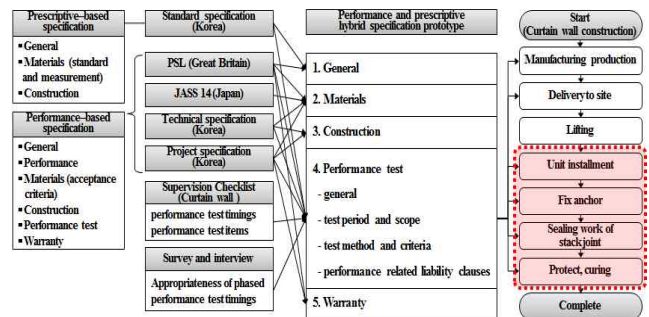 Prescriptive–based
specification
▪ General
▪ Materials (standard
and measurement)
▪ Construction
Performance–based
specification
▪ General
▪ Performance
▪ Materials (acceptance
criteria)
▪ Construction
▪ Performance test
▪ Warranty
Standard specification
(Korea)
PSL (Great Britain)
JASS 14 (Japan)
Technical specification
(Korea)
Project specification
(Korea)
Supervision Checklist
(Curtain wall )
performance test timings
performance test items
Survey and interview
Appropriateness of phased
performance test timings
Performance and prescriptive
hybrid specification prototype
1. General
2. Materials
3. Construction
4. Performance test
- general
- test period and scope
- test method and criteria
- performance related liability clauses
5. Warranty
Start
(Curtain wall construction)
Manufacturing production
Delivery to site
Lifting
Unit installment
Fix anchor
Sealing work of
stack joint
Protect, curing
Complete